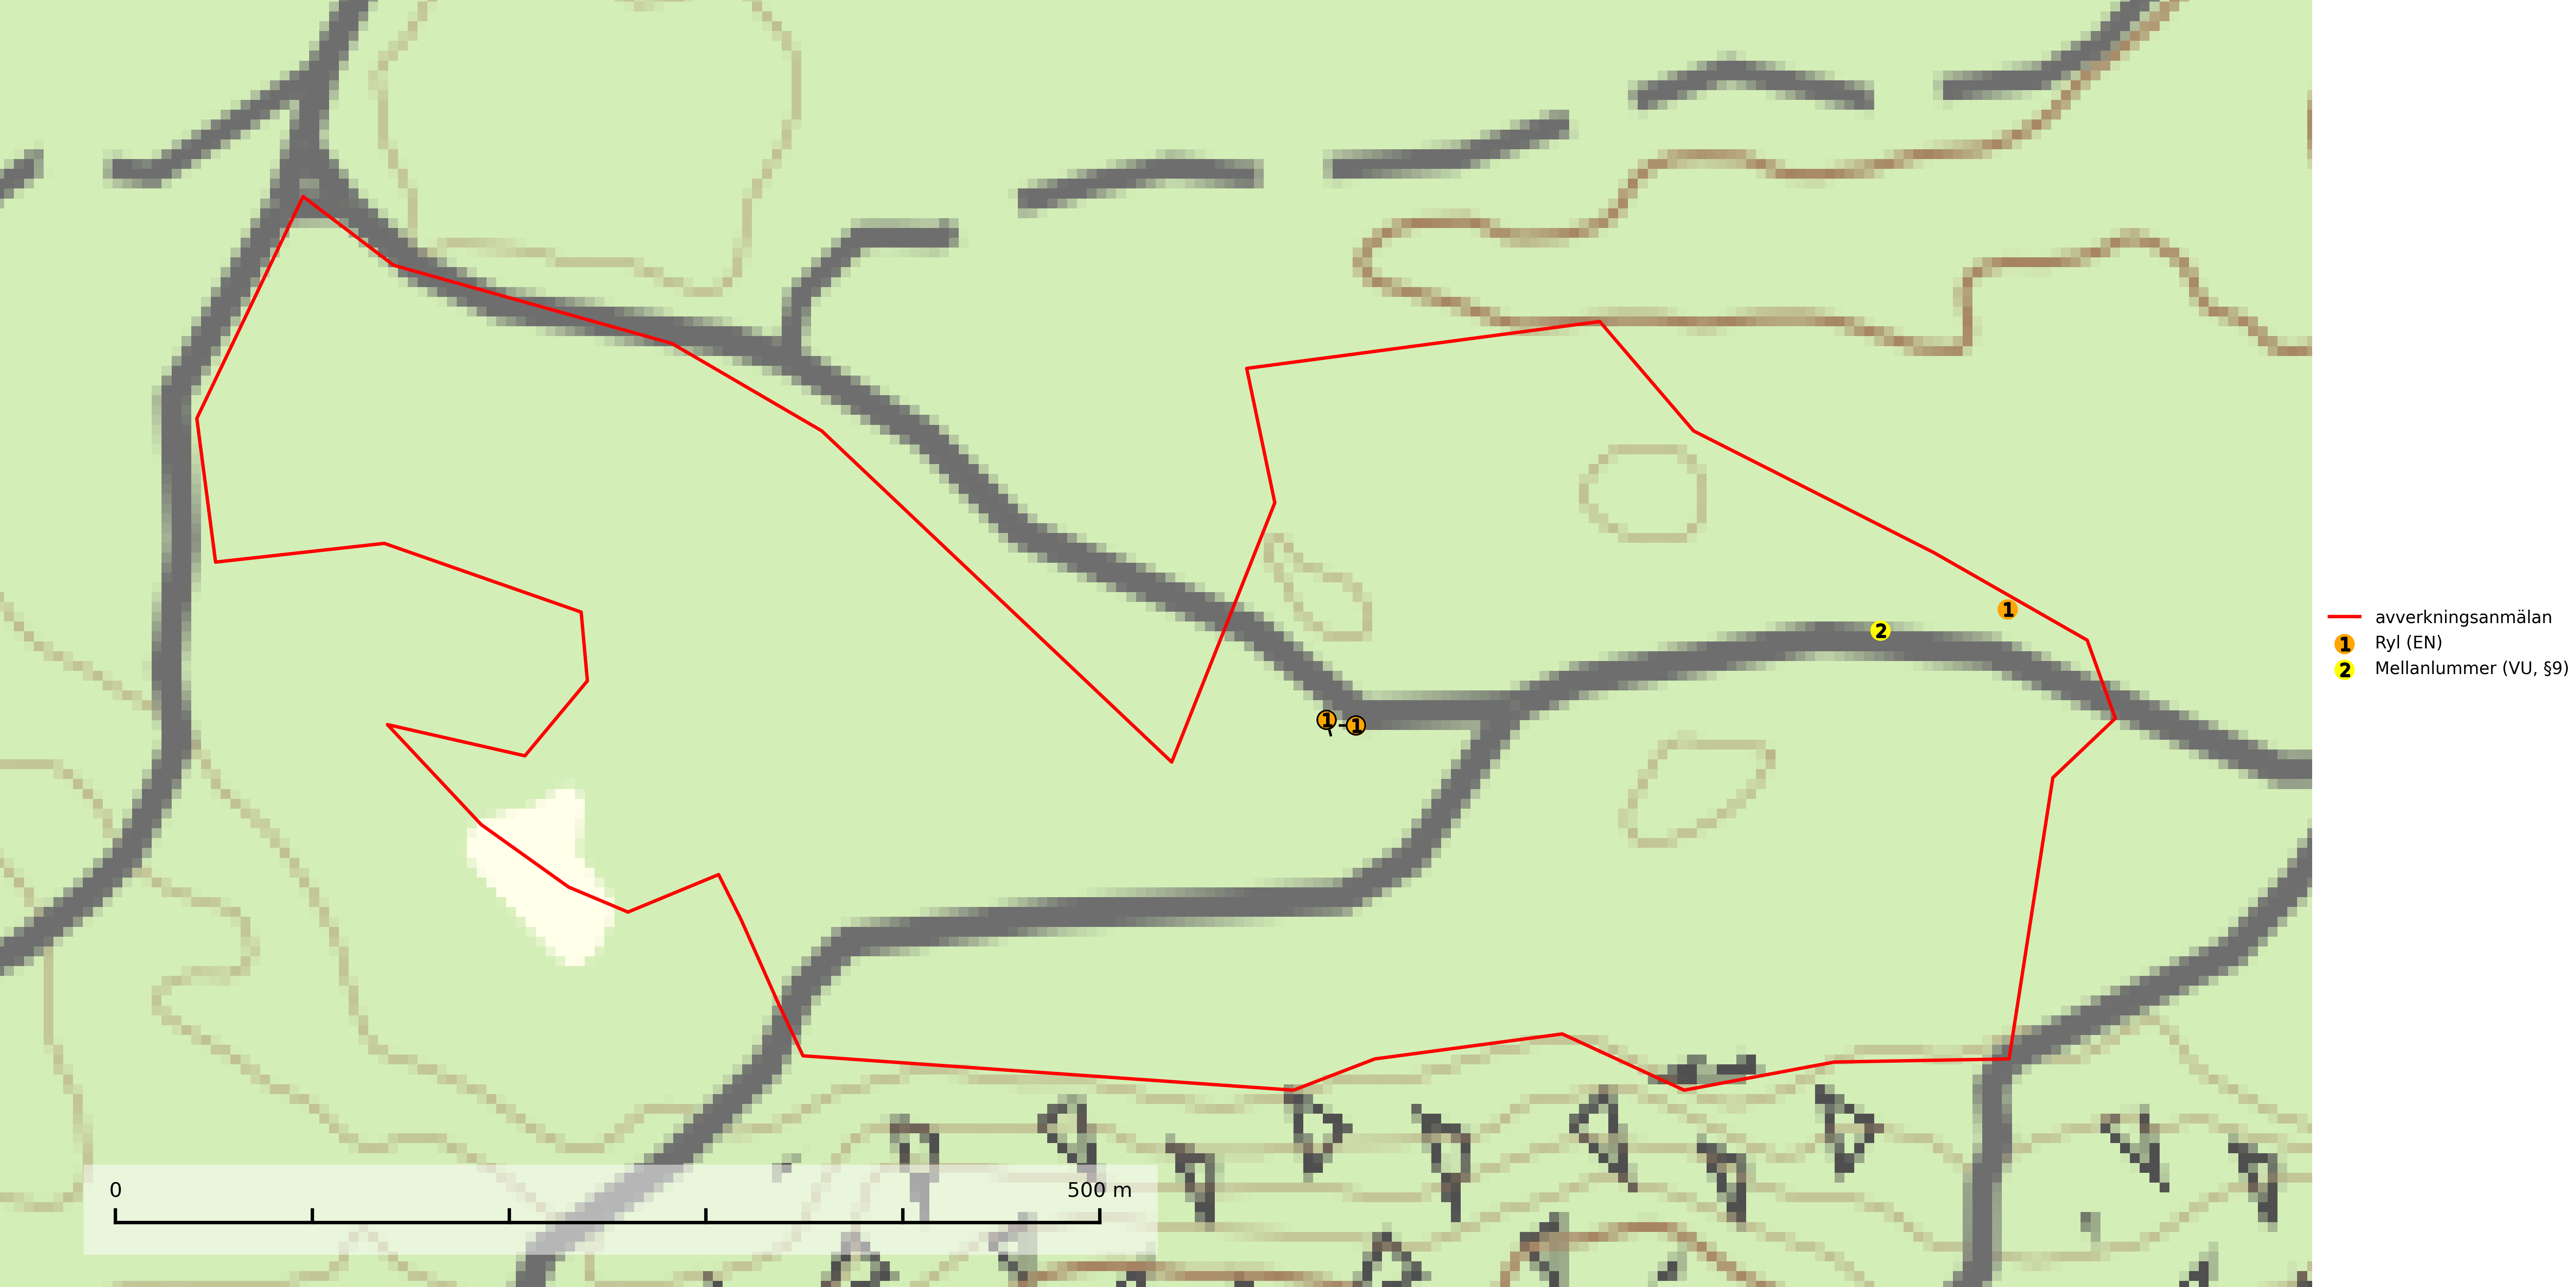 1
2
1 1
avverkningsanmälan
1 Ryl (EN)
2 Mellanlummer (VU, §9)
0 500 m